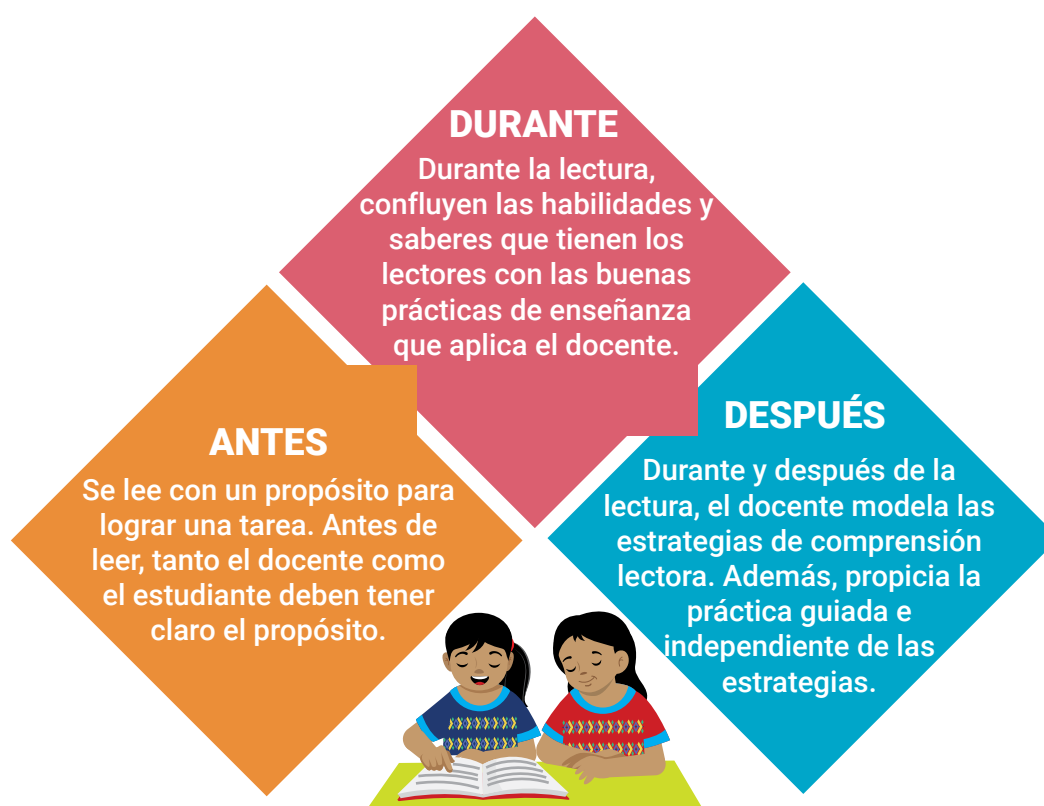 DURANTE
Durante la lectura,
confluyen las habilidades y
saberes que tienen los
lectores con las buenas
prácticas de enseñanza
que aplica el docente.
ANTES
Se lee con un propósito para
lograr una tarea. Antes de
leer, tanto el docente como
el estudiante deben tener
claro el propósito.
DESPUÉS
Durante y después de la
lectura, el docente modela las
estrategias de comprensión
lectora. Además, propicia la
práctica guiada e
independiente de las
estrategias.